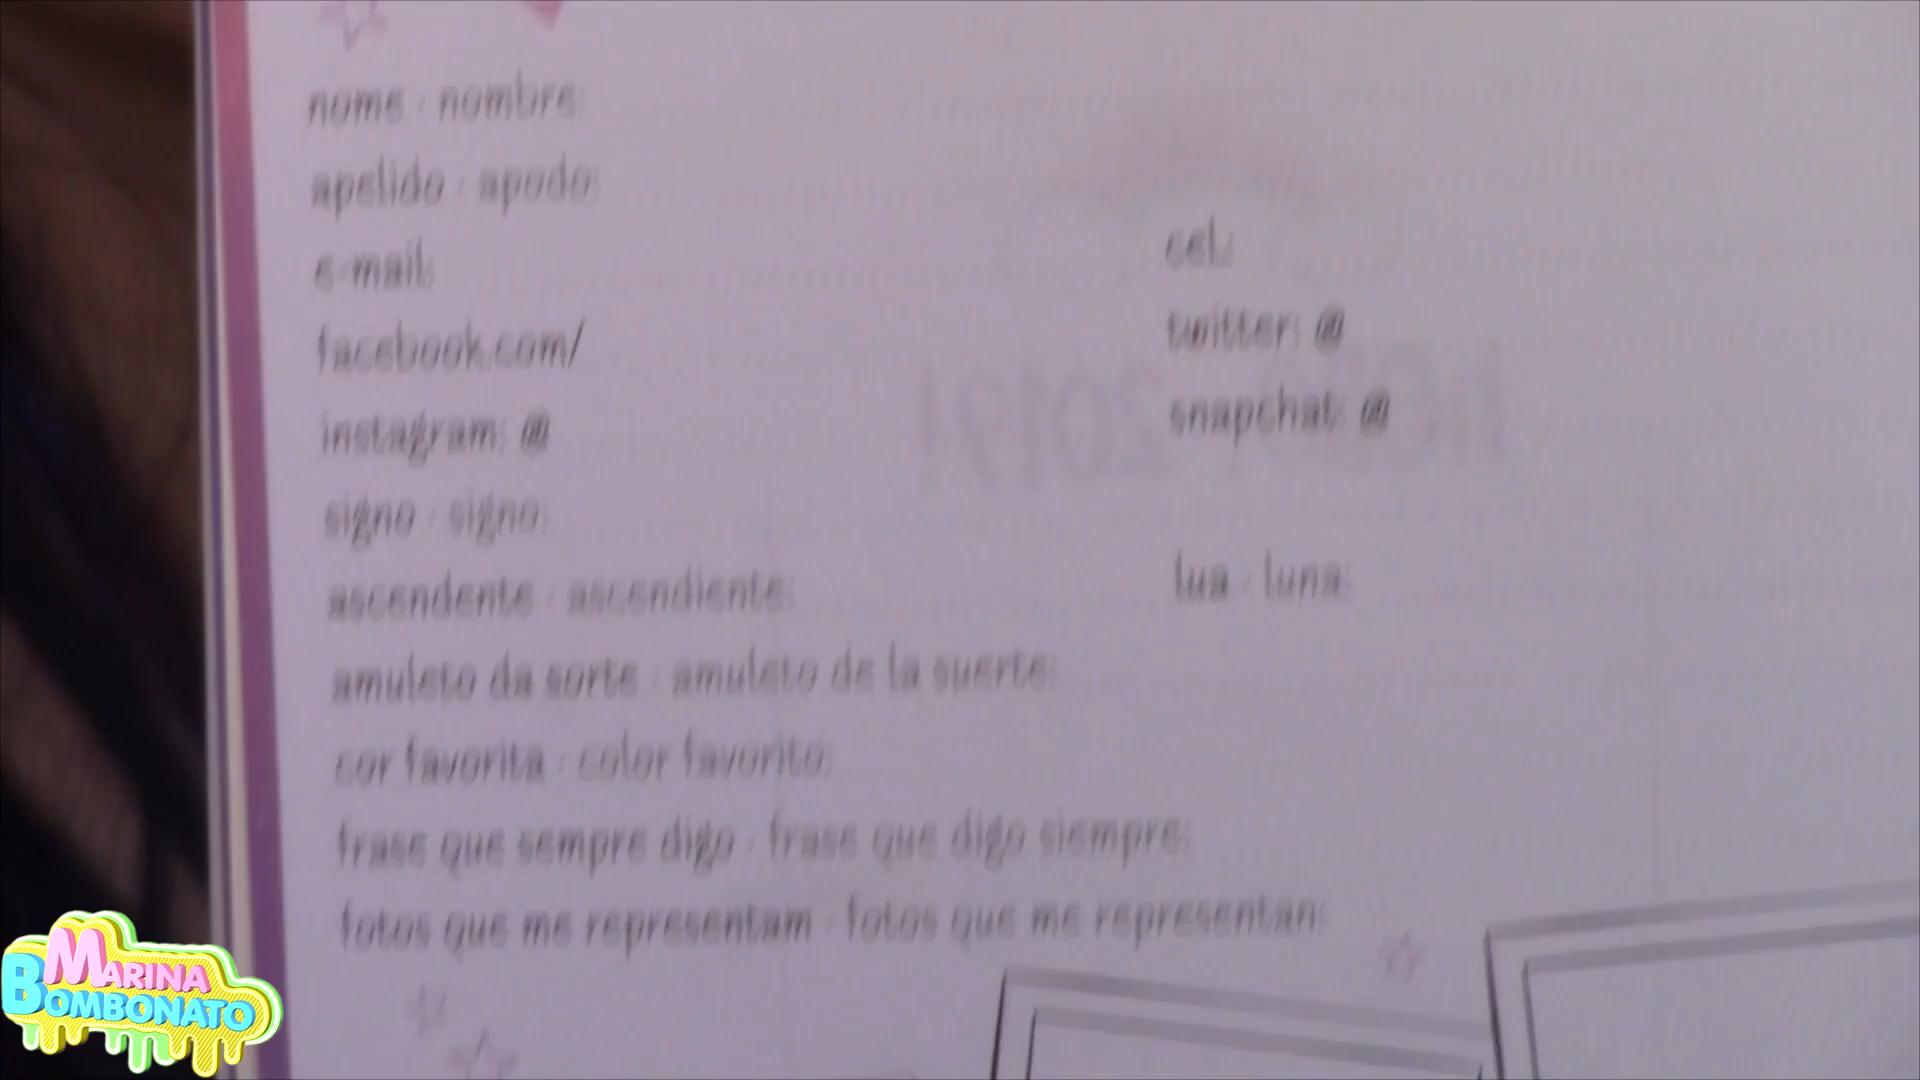 nome · nombre:
apelido · apodo:
e-mail:
cel.:
facebook.com/
twitter: @
instagram: @
snapchat: @
signo · signo:
ascendente · ascendiente:
lua · luna:
amuleto da sorte · amuleto de la suerte:
cor favorita · color favorito:
frase que sempre digo · frase que digo siempre:
fotos que me representam · fotos que me representan:
2019!
MARINA
BOMBONATO